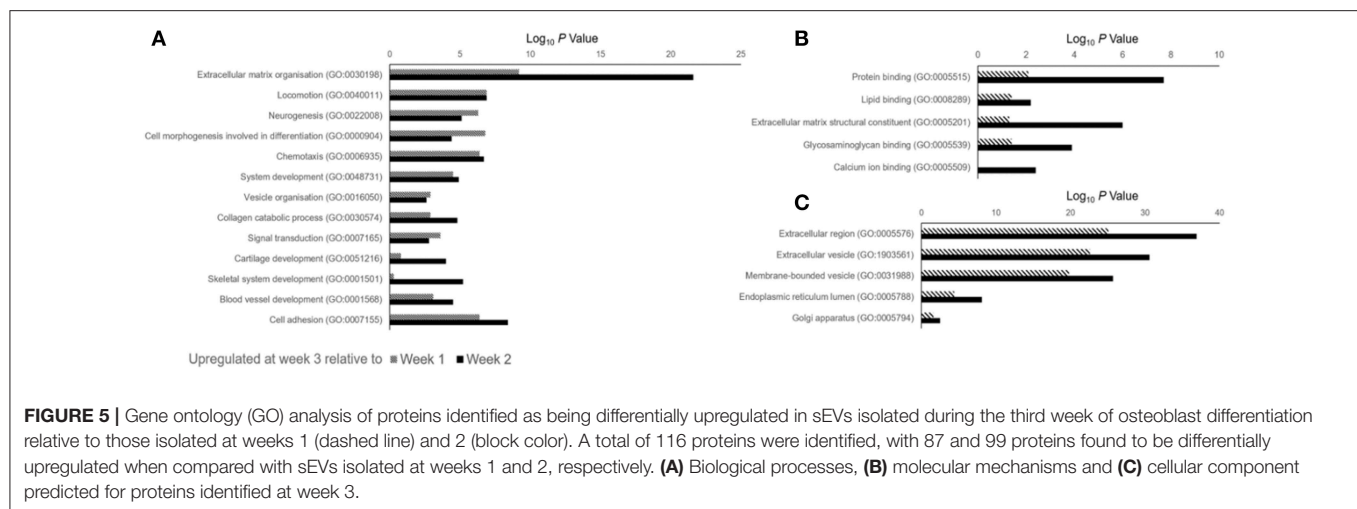 A
Log10 P Value
0 5 10 15 20 25
Extracellular matrix organisation (GO:0030198)
Locomotion (GO:0040011)
Neurogenesis (GO:0022008)
Cell morphogenesis involved in differentiation (GO:0000904)
Chemotaxis (GO:0006935)
System development (GO:0048731)
Vesicle organisation (GO:0016050)
Collagen catabolic process (GO:0030574)
Signal transduction (GO:0007165)
Cartilage development (GO:0051216)
Skeletal system development (GO:0001501)
Blood vessel development (GO:0001568)
Cell adhesion (GO:0007155)
Upregulated at week 3 relative to Week 1 Week 2
B
Log10 P Value
0 2 4 6 8 10
Protein binding (GO:0005515)
Lipid binding (GO:0008289)
Extracellular matrix structural constituent (GO:0005201)
Glycosaminoglycan binding (GO:0005539)
Calcium ion binding (GO:0005509)
C
Log10 P Value
0 10 20 30 40
Extracellular region (GO:0005576)
Extracellular vesicle (GO:1903561)
Membrane-bounded vesicle (GO:0031988)
Endoplasmic reticulum lumen (GO:0005788)
Golgi apparatus (GO:0005794)
FIGURE 5 | Gene ontology (GO) analysis of proteins identified as being differentially upregulated in sEVs isolated during the third week of osteoblast differentiation
relative to those isolated at weeks 1 (dashed line) and 2 (block color). A total of 116 proteins were identified, with 87 and 99 proteins found to be differentially
upregulated when compared with sEVs isolated at weeks 1 and 2, respectively. (A) Biological processes, (B) molecular mechanisms and (C) cellular component
predicted for proteins identified at week 3.